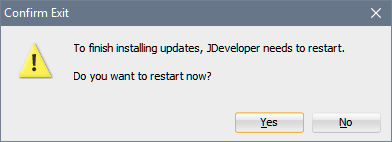 Confirm Exit
To finish installing updates, JDeveloper needs to restart.
Do you want to restart now?
Yes No